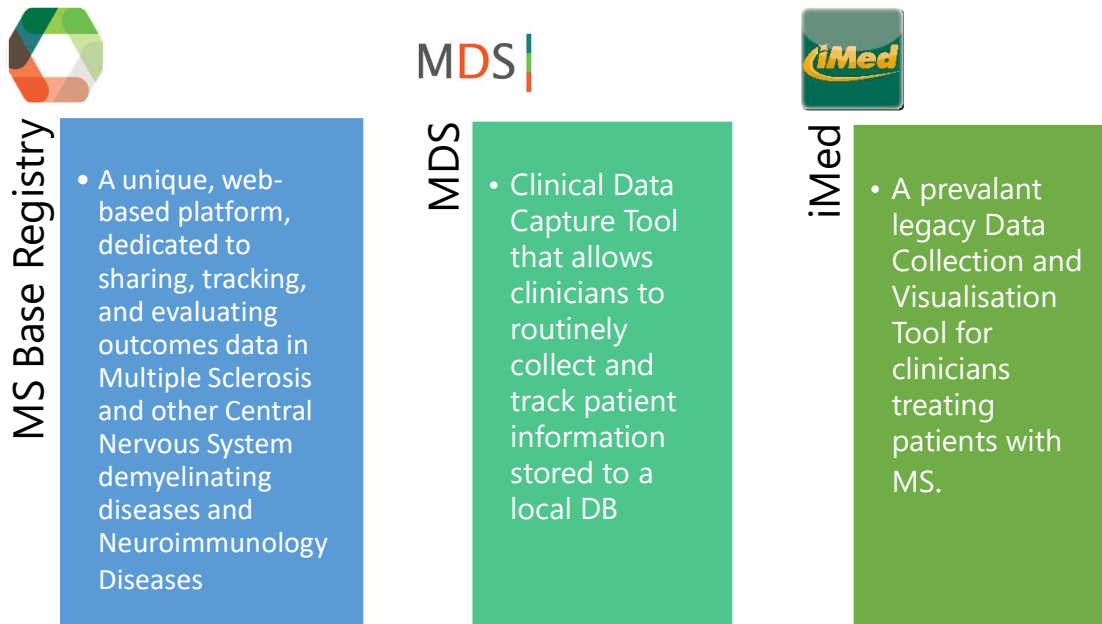 MDS
iMed
MS Base Registry
• A unique, web-
based platform,
dedicated to
sharing, tracking,
and evaluating
outcomes data in
Multiple Sclerosis
and other Central
Nervous System
demyelinating
diseases and
Neuroimmunology
Diseases
MDS
• Clinical Data
Capture Tool
that allows
clinicians to
routinely
collect and
track patient
information
stored to a
local DB
iMed
• A prevalant
legacy Data
Collection and
Visualisation
Tool for
clinicians
treating
patients with
MS.